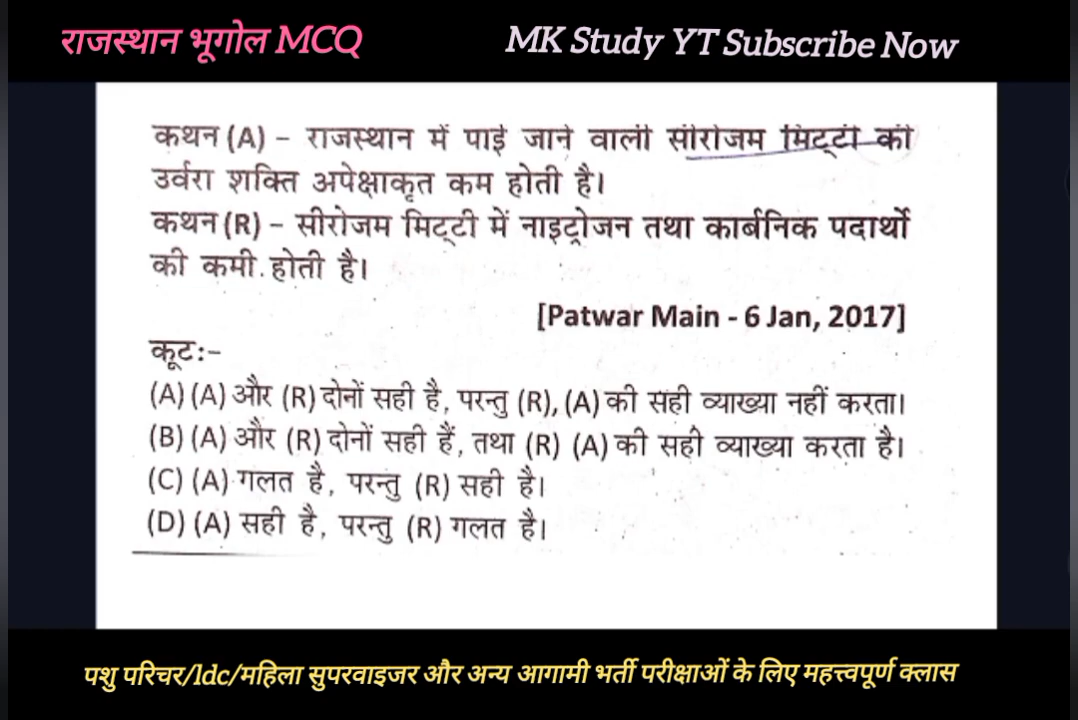 राजस्थान भूगोल MCQ
MK Study YT Subscribe Now
कथन (A) – राजस्थान में पाई जाने वाली सीरोजम मिट्टी की
उर्वरा शक्ति अपेक्षाकृत कम होती है।
कथन (R) – सीरोजम मिट्टी में नाइट्रोजन तथा कार्बनिक पदार्थो
की कमी होती है।
[Patwar Main - 6 Jan, 2017]
कूटः–
(A) (A) और (R) दोनों सही है, परन्तु (R), (A) की सही व्याख्या नहीं करता।
(B) (A) और (R) दोनों सही हैं, तथा (R) (A) की सही व्याख्या करता है।
(C) (A) गलत है, परन्तु (R) सही है।
(D) (A) सही है, परन्तु (R) गलत है।
पशु परिचर/ldc/महिला सुपरवाइजर और अन्य आगामी भर्ती परीक्षाओं के लिए महत्त्वपूर्ण क्लास